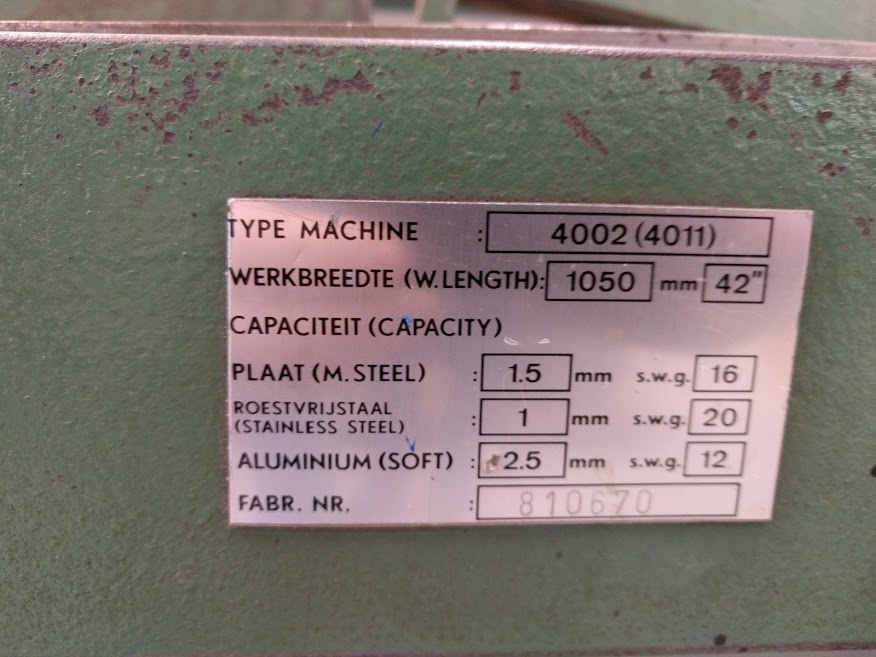 TYPE MACHINE : 4002 (4011)
WERKBREEDTE (W.LENGTH): 1050 mm 42"
CAPACITEIT (CAPACITY)
PLAAT (M. STEEL) : 1.5 mm s.w.g. 16
ROESTVRIJSTAAL
(STAINLESS STEEL) : 1 mm s.w.g. 20
ALUMINIUM (SOFT) : 2.5 mm s.w.g. 12
FABR. NR. : 810670